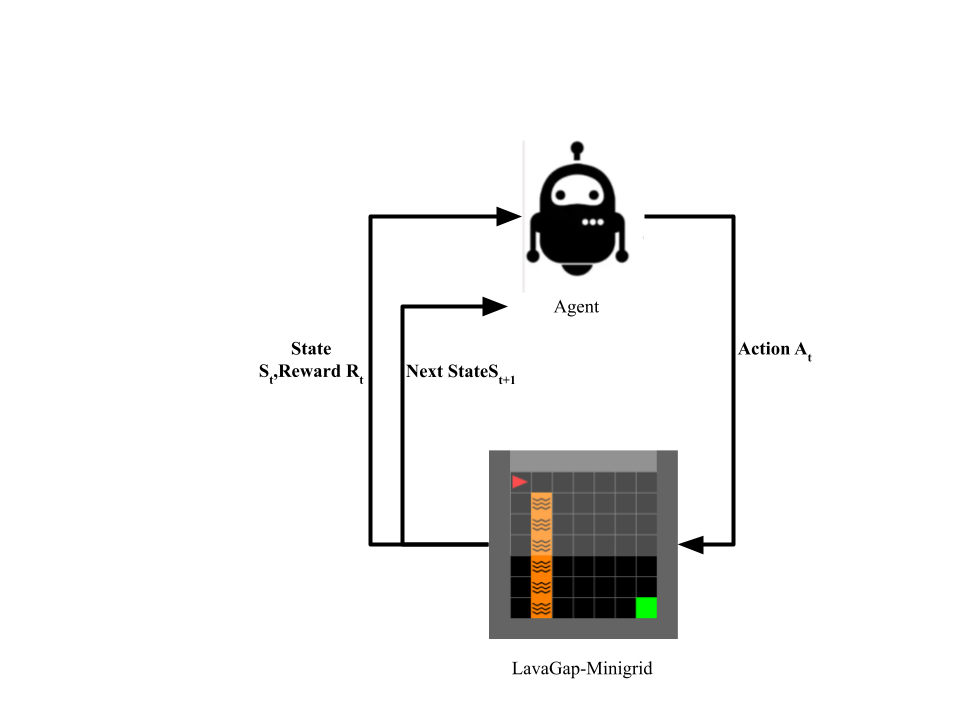 Agent
State
Sₜ,Reward Rₜ
Next StateSₜ₊₁
Action Aₜ
LavaGap-Minigrid